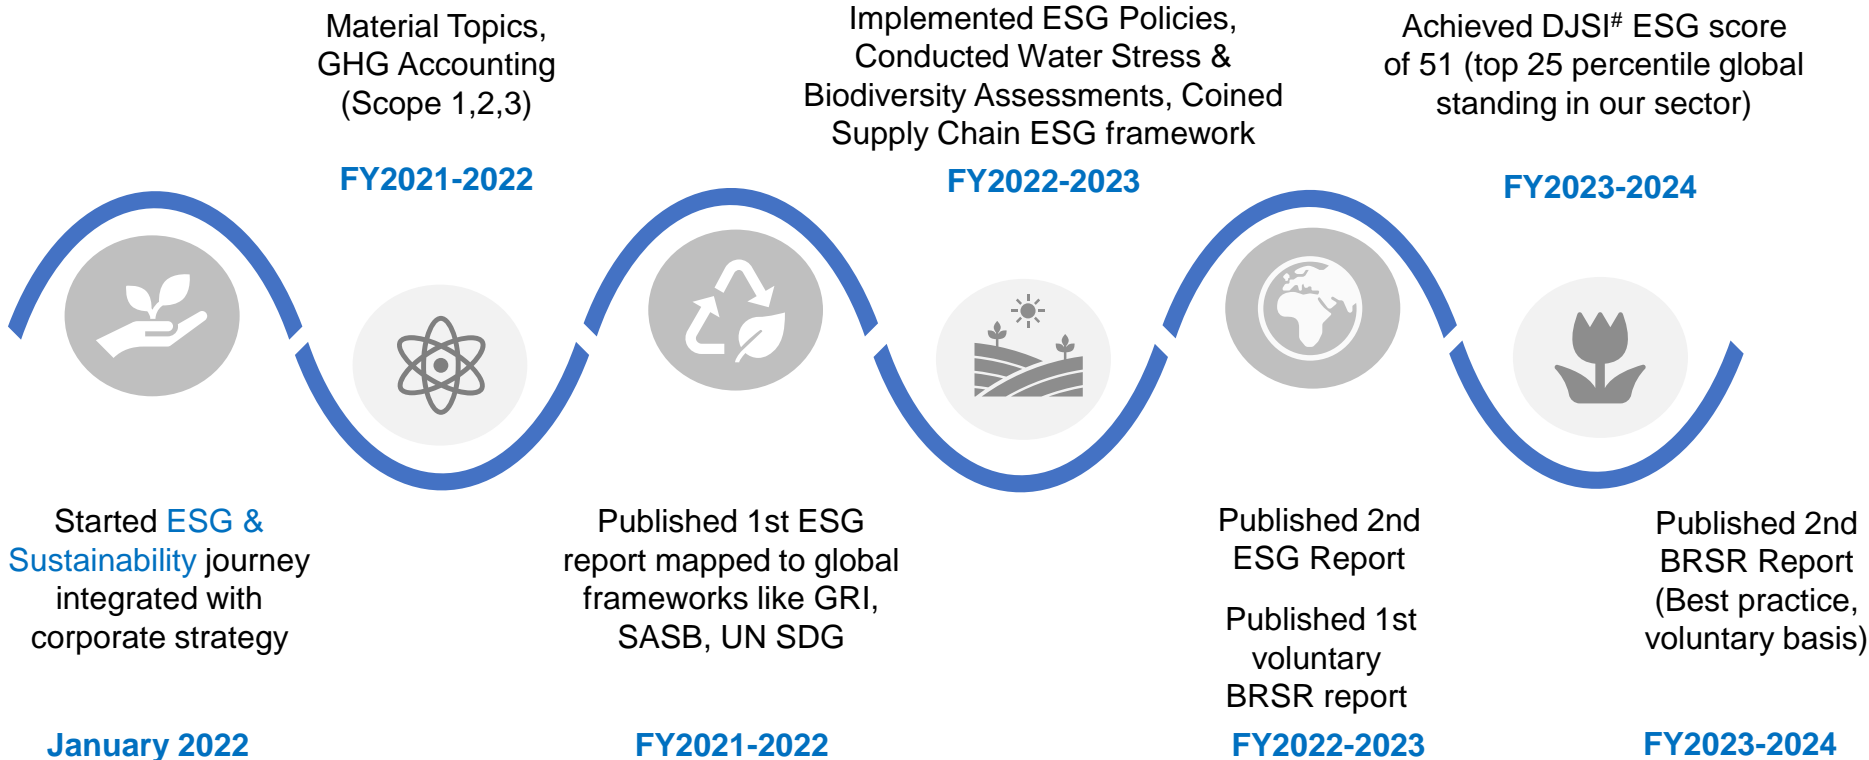 Material Topics,
GHG Accounting
(Scope 1,2,3)
FY2021-2022
Implemented ESG Policies,
Conducted Water Stress &
Biodiversity Assessments, Coined
Supply Chain ESG framework
FY2022-2023
Achieved DJSI# ESG score
of 51 (top 25 percentile global
standing in our sector)
FY2023-2024
Started ESG &
Sustainability journey
integrated with
corporate strategy
January 2022
Published 1st ESG
report mapped to global
frameworks like GRI,
SASB, UN SDG
FY2021-2022
Published 2nd
ESG Report
Published 1st
voluntary
BRSR report
FY2022-2023
Published 2nd
BRSR Report
(Best practice,
voluntary basis)
FY2023-2024